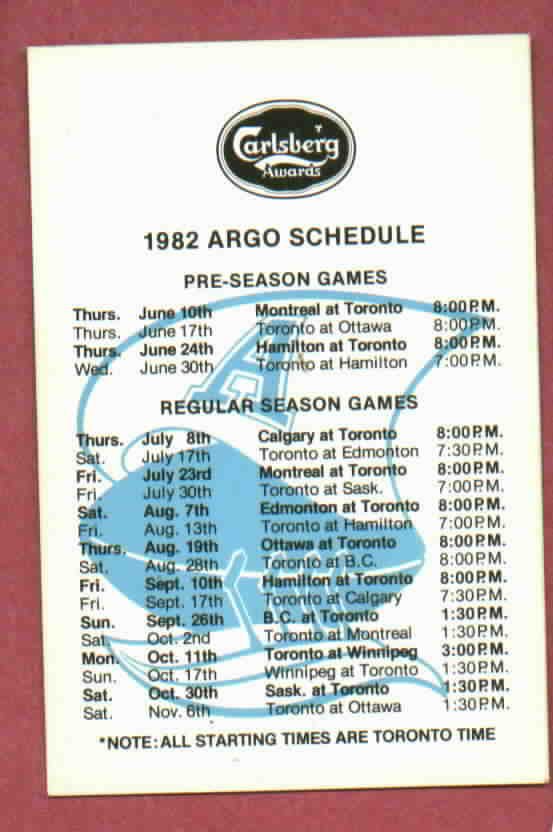 Carlsberg
Awards
1982 ARGO SCHEDULE
PRE-SEASON GAMES
Thurs. June 10th Montreal at Toronto 8:00P.M.
Thurs. June 17th Toronto at Ottawa 8:00P.M.
Thurs. June 24th Hamilton at Toronto 8:00P.M.
Wed. June 30th Toronto at Hamilton 7:00P.M.
REGULAR SEASON GAMES
Thurs. July 8th Calgary at Toronto 8:00P.M.
Sat. July 17th Toronto at Edmonton 7:30P.M.
Fri. July 23rd Montreal at Toronto 8:00P.M.
Fri. July 30th Toronto at Sask. 7:00P.M.
Sat. Aug. 7th Edmonton at Toronto 8:00P.M.
Fri. Aug. 13th Toronto at Hamilton 7:00P.M.
Thurs. Aug. 19th Ottawa at Toronto 8:00P.M.
Sat. Aug. 28th Toronto at B.C. 8:00P.M.
Fri. Sept. 10th Hamilton at Toronto 8:00P.M.
Fri. Sept. 17th Toronto at Calgary 7:30P.M.
Sun. Sept. 26th B.C. at Toronto 1:30P.M.
Sat. Oct. 2nd Toronto at Montreal 1:30P.M.
Mon. Oct. 11th Toronto at Winnipeg 3:00P.M.
Sun. Oct. 17th Winnipeg at Toronto 1:30P.M.
Sat. Oct. 30th Sask. at Toronto 1:30P.M.
Sat. Nov. 6th Toronto at Ottawa 1:30P.M.
*NOTE: ALL STARTING TIMES ARE TORONTO TIME